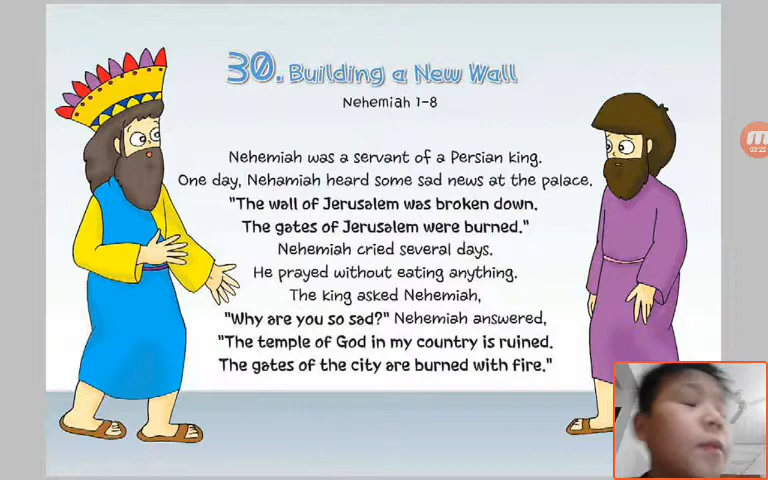 30. Building a New Wall
Nehemiah 1-8
Nehemiah was a servant of a Persian king.
One day, Nehamiah heard some sad news at the palace.
"The wall of Jerusalem was broken down.
The gates of Jerusalem were burned."
Nehemiah cried several days.
He prayed without eating anything.
The king asked Nehemiah,
"Why are you so sad?" Nehemiah answered,
"The temple of God in my country is ruined.
The gates of the city are burned with fire."
M
03:22